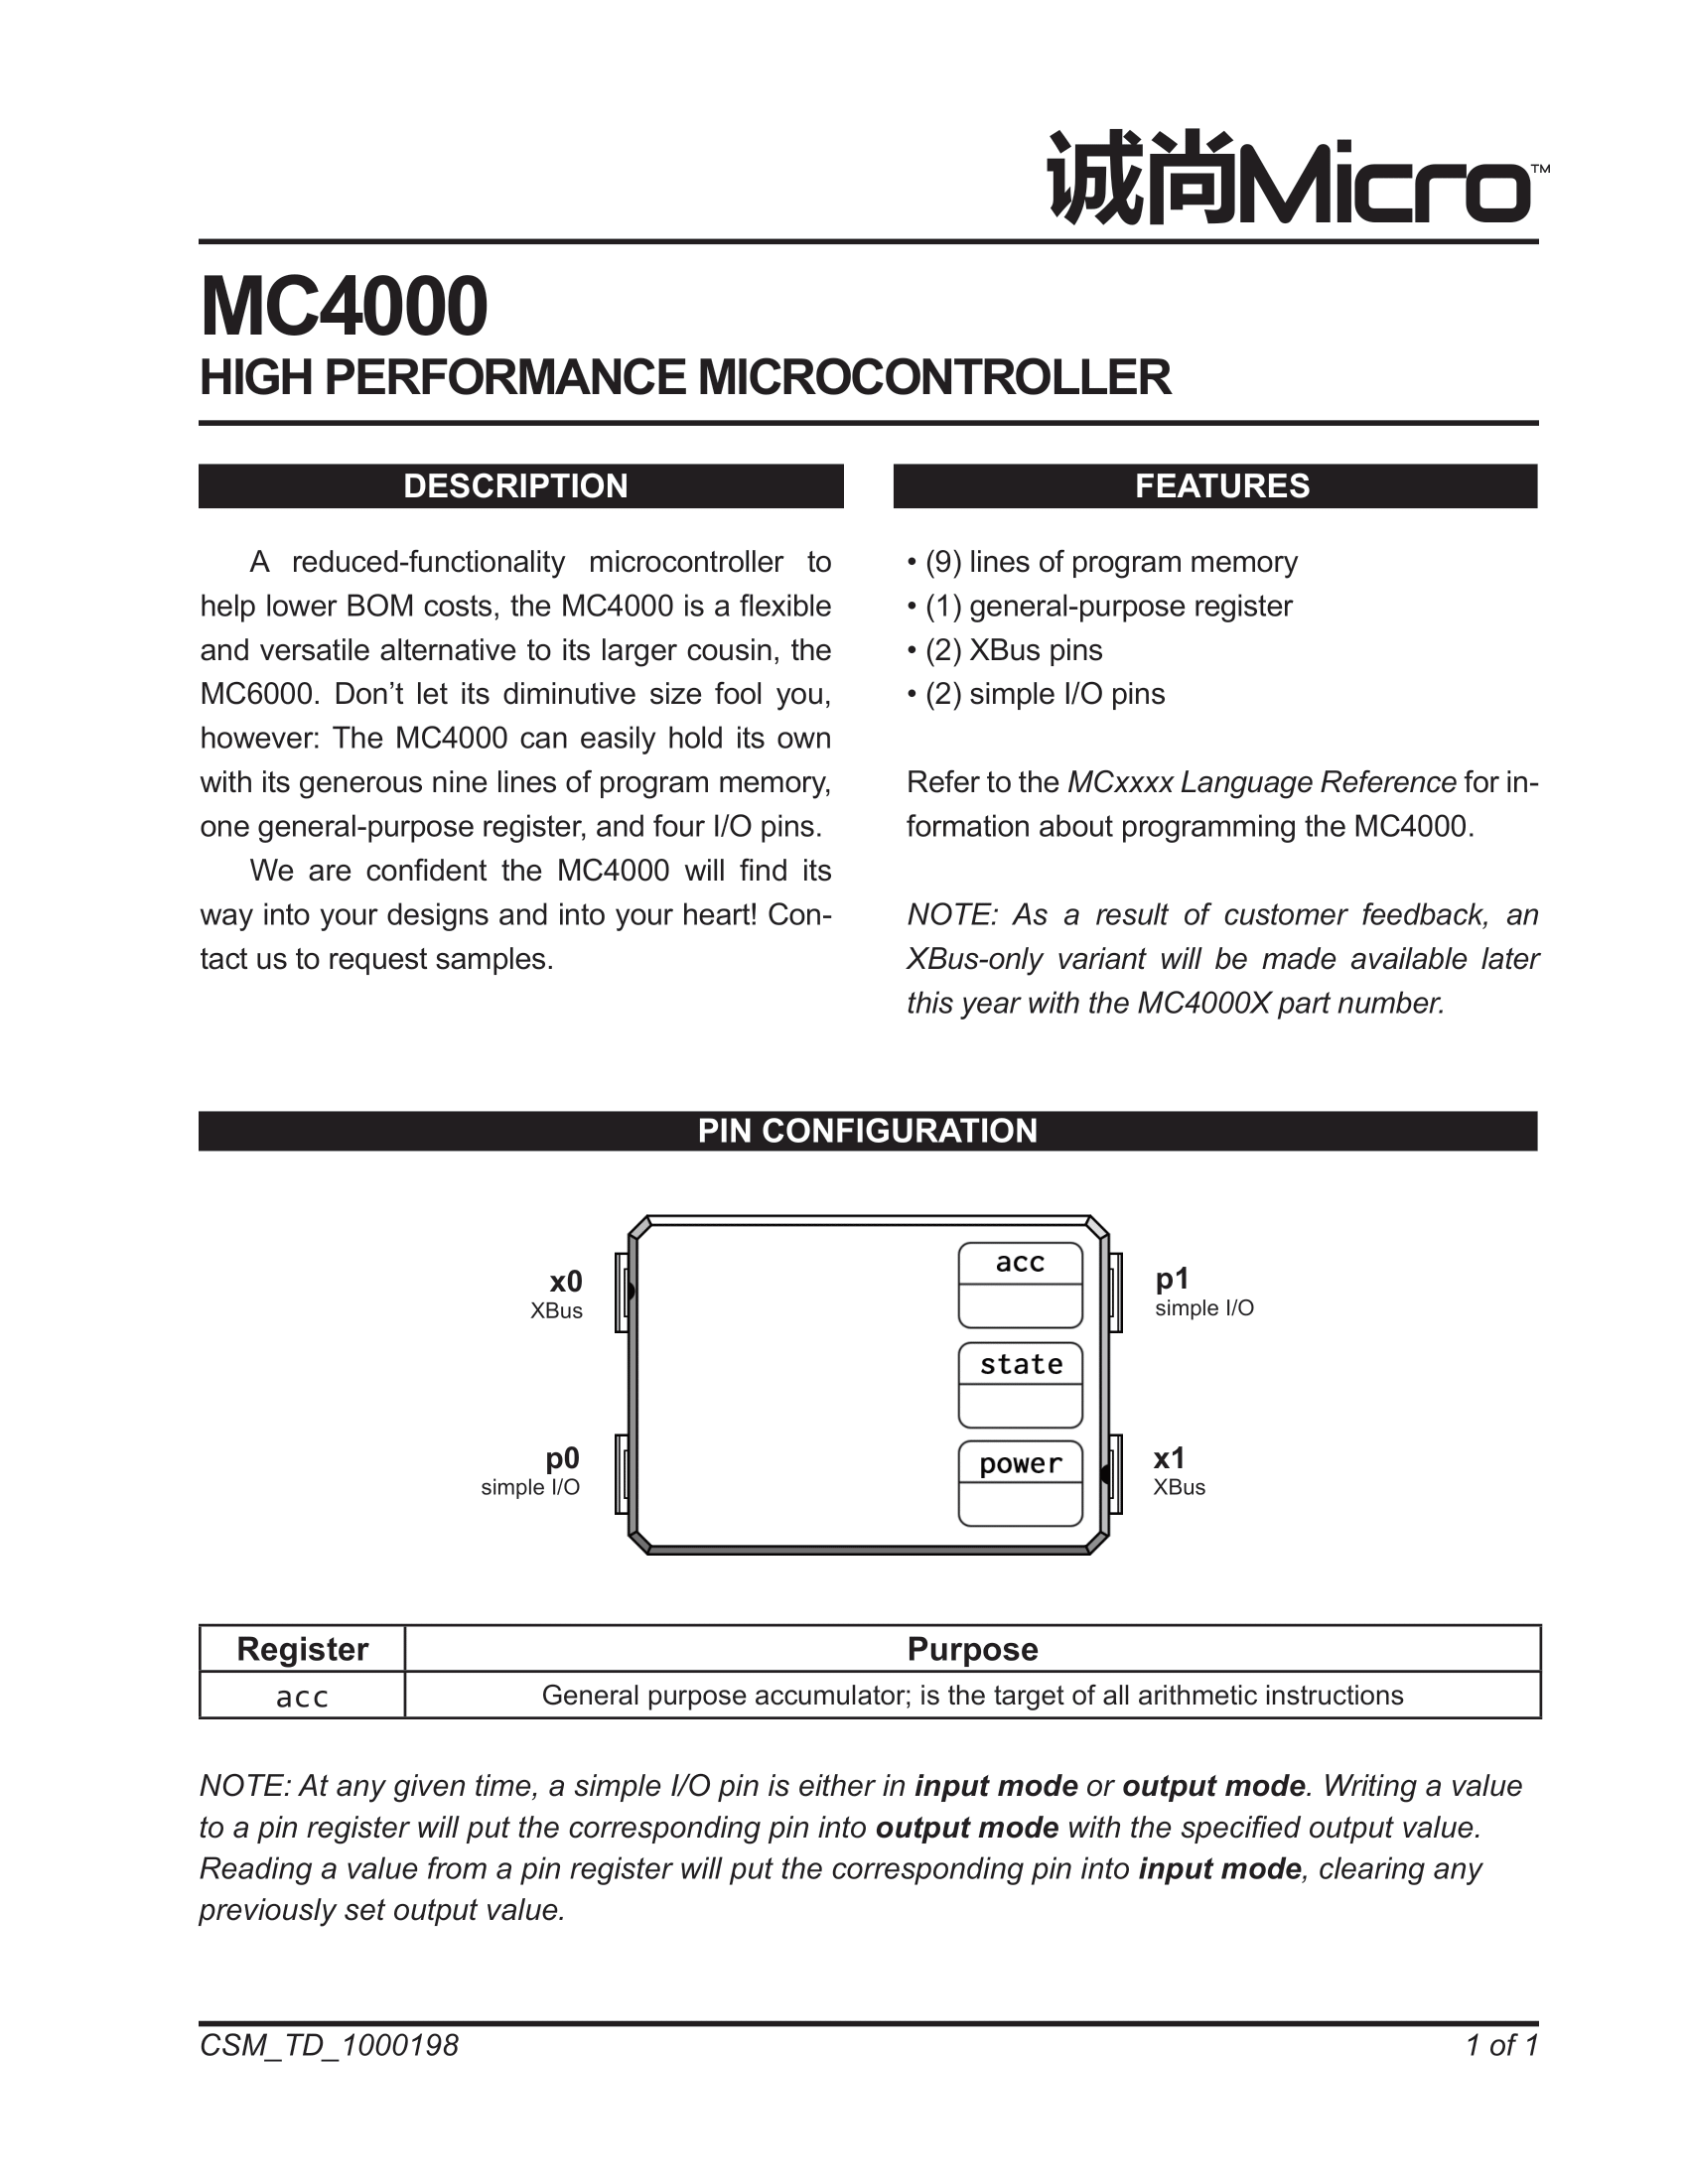 诚尚Micro™
MC4000
HIGH PERFORMANCE MICROCONTROLLER
DESCRIPTION
A reduced-functionality microcontroller to
help lower BOM costs, the MC4000 is a flexible
and versatile alternative to its larger cousin, the
MC6000. Don’t let its diminutive size fool you,
however: The MC4000 can easily hold its own
with its generous nine lines of program memory,
one general-purpose register, and four I/O pins.
We are confident the MC4000 will find its
way into your designs and into your heart! Con-
tact us to request samples.
FEATURES
• (9) lines of program memory
• (1) general-purpose register
• (2) XBus pins
• (2) simple I/O pins
Refer to the MCxxxx Language Reference for in-
formation about programming the MC4000.
NOTE: As a result of customer feedback, an
XBus-only variant will be made available later
this year with the MC4000X part number.
PIN CONFIGURATION
x0
XBus
p0
simple I/O
acc
state
power
p1
simple I/O
x1
XBus
Register Purpose
acc General purpose accumulator; is the target of all arithmetic instructions
NOTE: At any given time, a simple I/O pin is either in input mode or output mode. Writing a value
to a pin register will put the corresponding pin into output mode with the specified output value.
Reading a value from a pin register will put the corresponding pin into input mode, clearing any
previously set output value.
CSM_TD_1000198 1 of 1